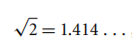 √2 = 1.414 . . .